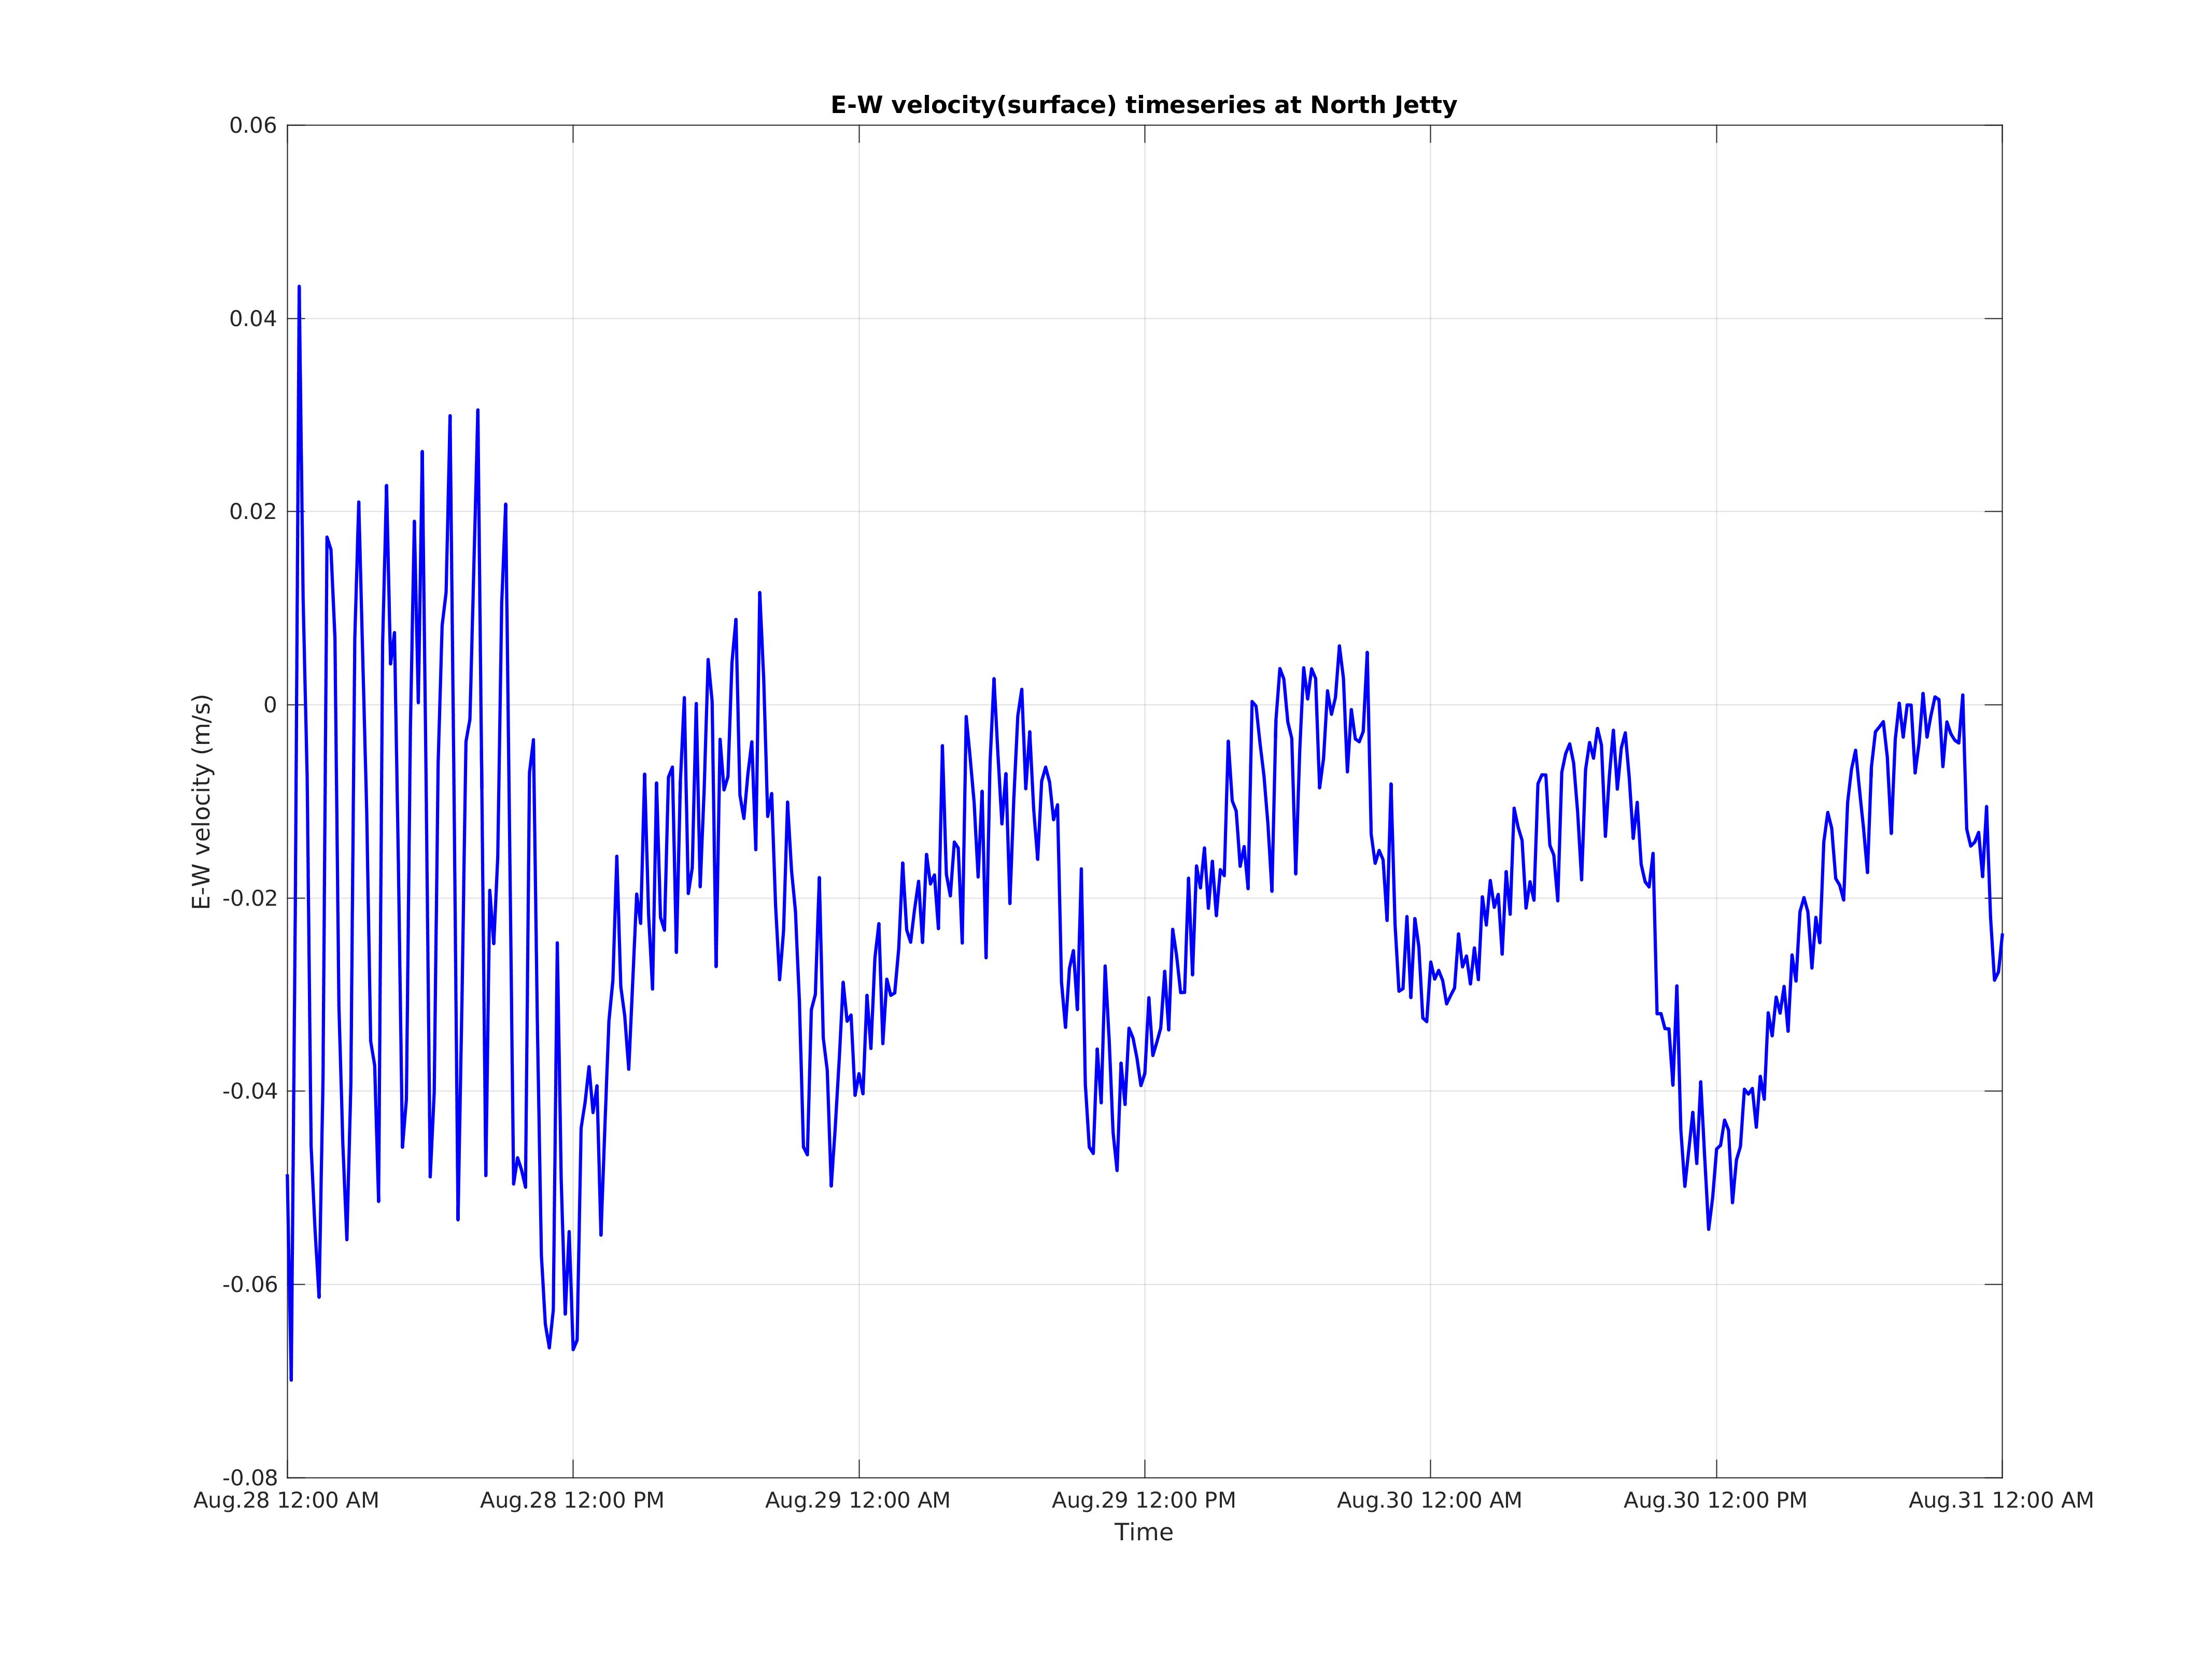 E-W velocity(surface) timeseries at North Jetty
0.06
0.04
0.02
0
-0.02
-0.04
-0.06
-0.08
E-W velocity (m/s)
Aug.28 12:00 AM Aug.28 12:00 PM Aug.29 12:00 AM Aug.29 12:00 PM Aug.30 12:00 AM Aug.30 12:00 PM Aug.31 12:00 AM
Time